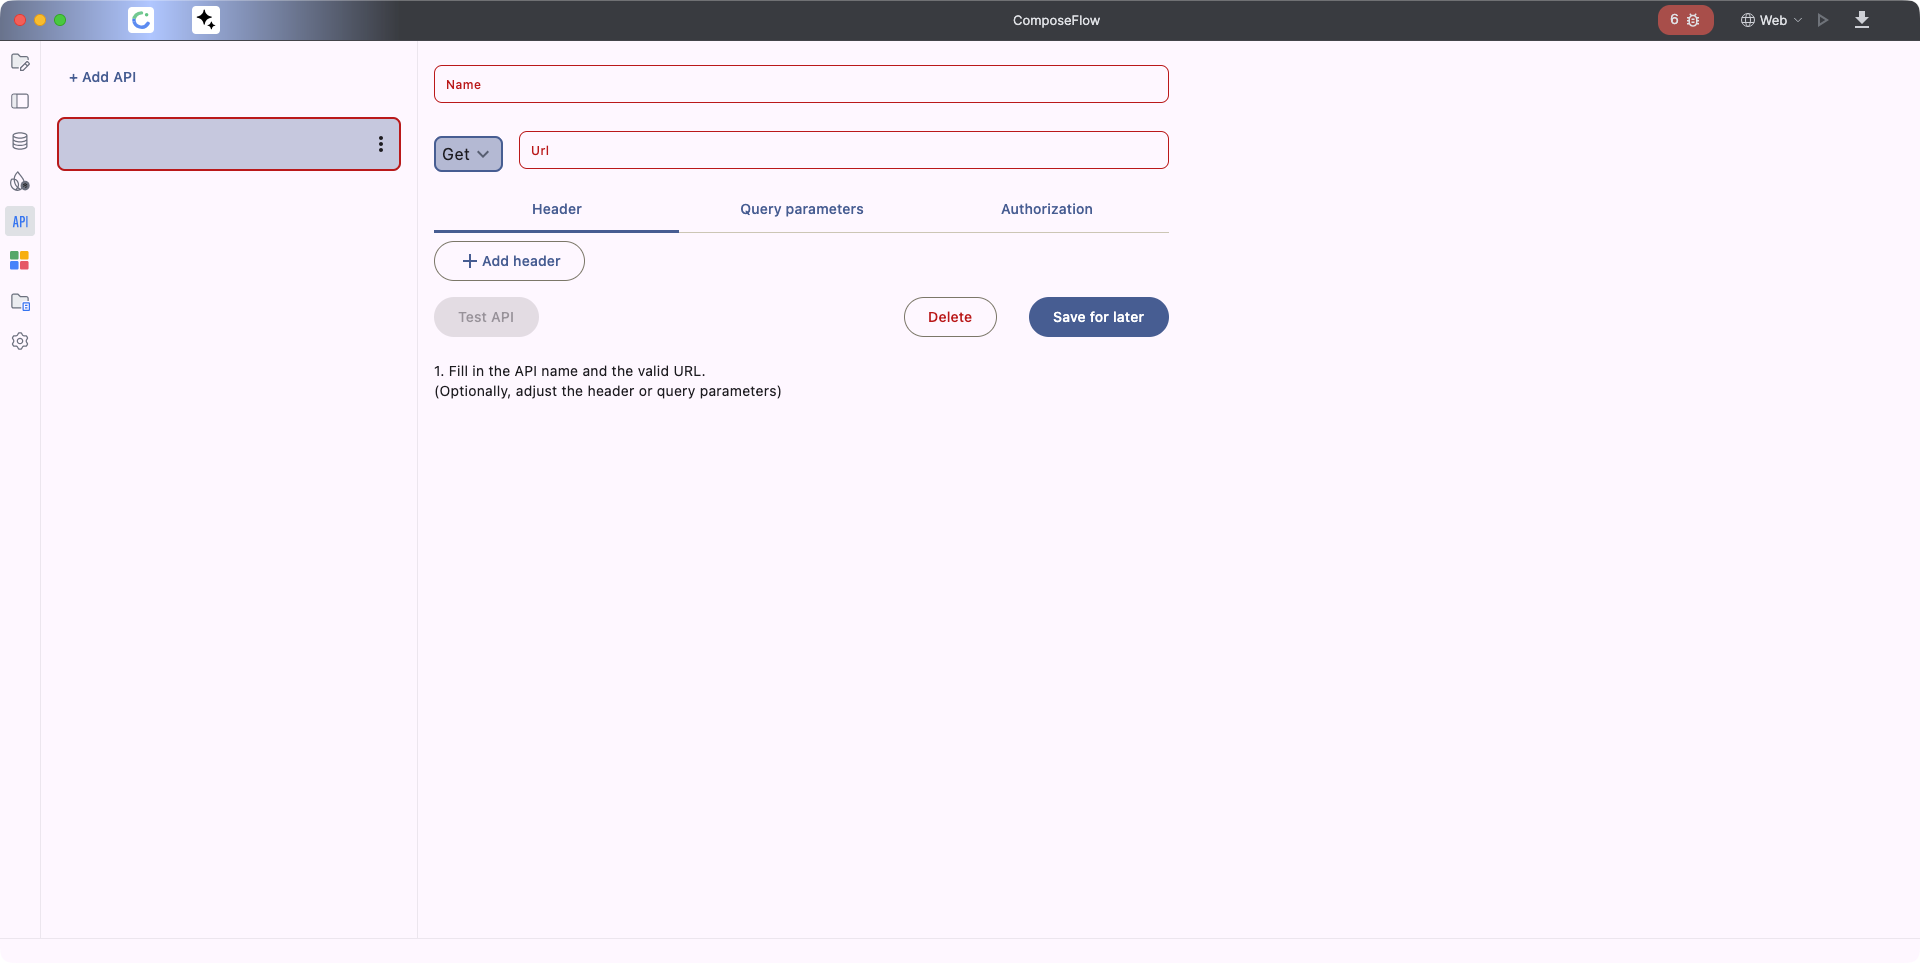 ComposeFlow
6
Web
+ Add API
API
Name
Get
Url
Header
Query parameters
Authorization
Add header
Test API
Delete
Save for later
1. Fill in the API name and the valid URL.
(Optionally, adjust the header or query parameters)